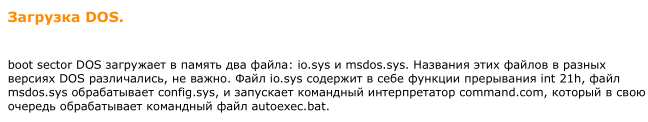 Загрузка DOS.
boot sector DOS загружает в память два файла: io.sys и msdos.sys. Названия этих файлов в разных
версиях DOS различались, не важно. Файл io.sys содержит в себе функции прерывания int 21h, файл
msdos.sys обрабатывает config.sys, и запускает командный интерпретатор command.com, который в свою
очередь обрабатывает командный файл autoexec.bat.